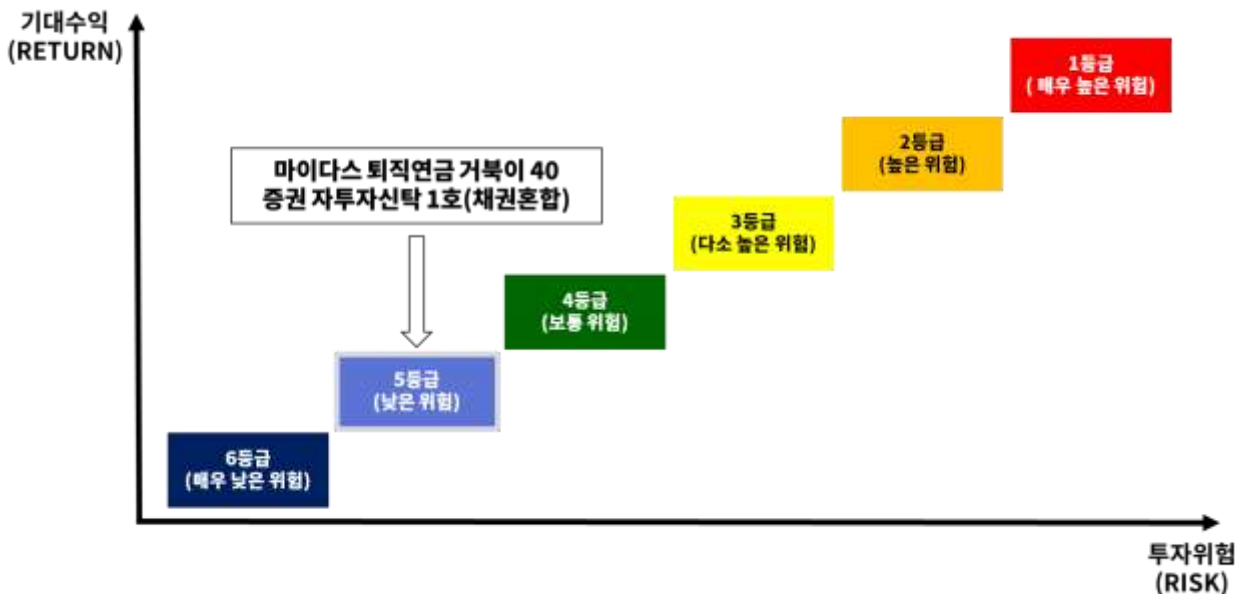 기대수익
(RETURN)
1등급
( 매우 높은 위험)
2등급
(높은 위험)
마이다스 퇴직연금 거북이 40
증권 자투자신탁 1호(채권혼합)
3등급
(다소 높은 위험)
4등급
(보통 위험)
5등급
(낮은 위험)
6등급
(매우 낮은 위험)
투자위험
(RISK)